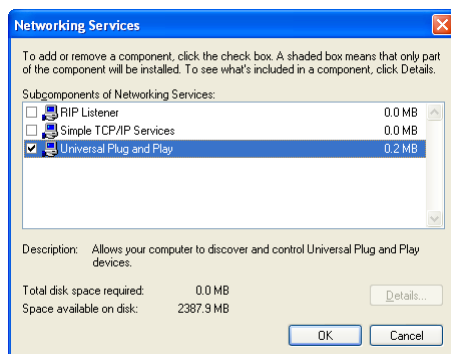 Networking Services
To add or remove a component, click the check box. A shaded box means that only part
of the component will be installed. To see what's included in a component, click Details.
Subcomponents of Networking Services:
RIP Listener 0.0 MB
Simple TCP/IP Services 0.0 MB
Universal Plug and Play 0.2 MB
Description: Allows your computer to discover and control Universal Plug and Play
devices.
Total disk space required: 0.0 MB
Space available on disk: 2387.9 MB
Details...
OK Cancel